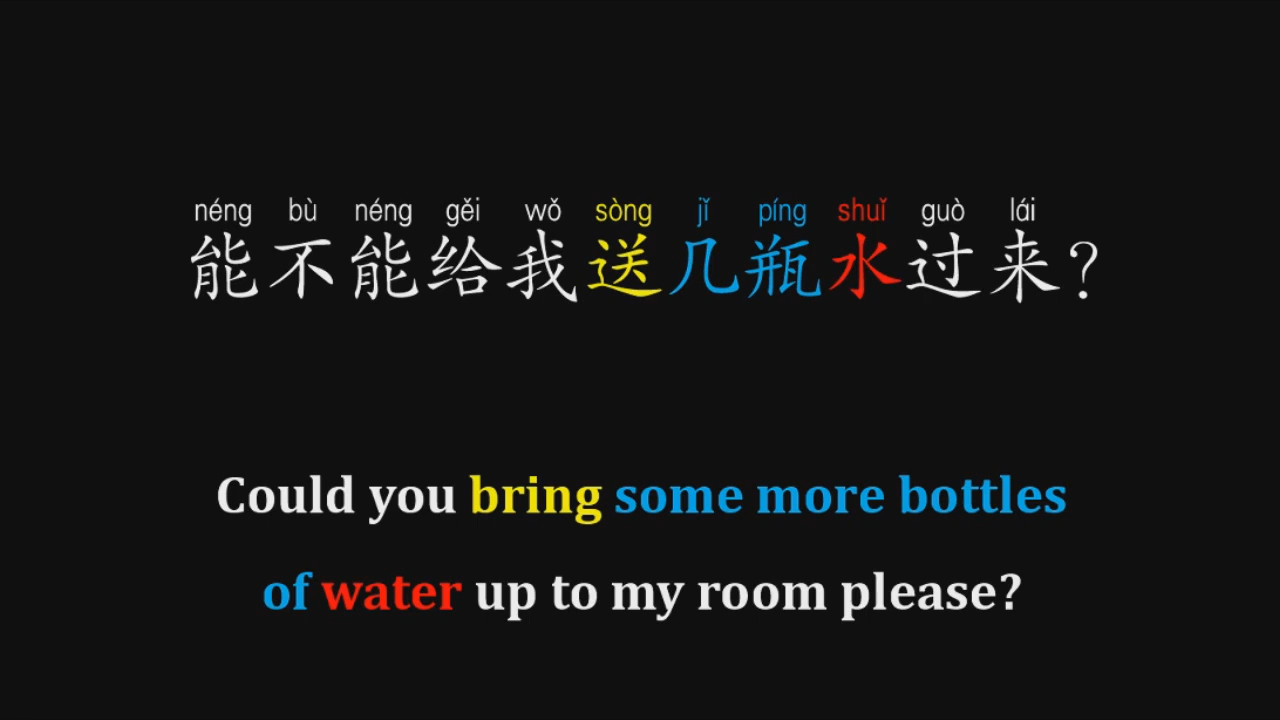 néng bù néng gěi wǒ sòng jǐ píng shuǐ guò lái
能不能给我送几瓶水过来?
Could you bring some more bottles
of water up to my room please?